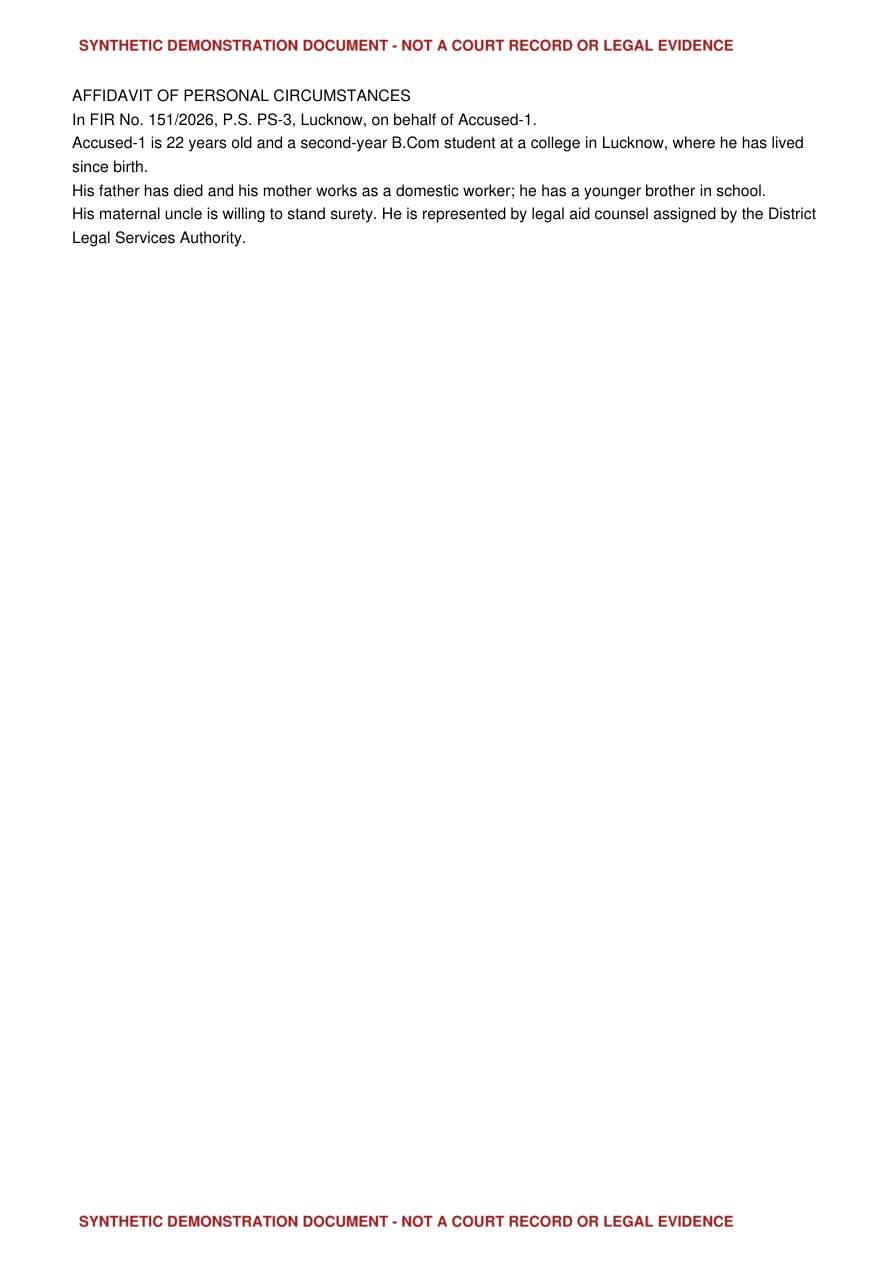 SYNTHETIC DEMONSTRATION DOCUMENT - NOT A COURT RECORD OR LEGAL EVIDENCE
AFFIDAVIT OF PERSONAL CIRCUMSTANCES
In FIR No. 151/2026, P.S. PS-3, Lucknow, on behalf of Accused-1.
Accused-1 is 22 years old and a second-year B.Com student at a college in Lucknow, where he has lived
since birth.
His father has died and his mother works as a domestic worker; he has a younger brother in school.
His maternal uncle is willing to stand surety. He is represented by legal aid counsel assigned by the District
Legal Services Authority.
SYNTHETIC DEMONSTRATION DOCUMENT - NOT A COURT RECORD OR LEGAL EVIDENCE